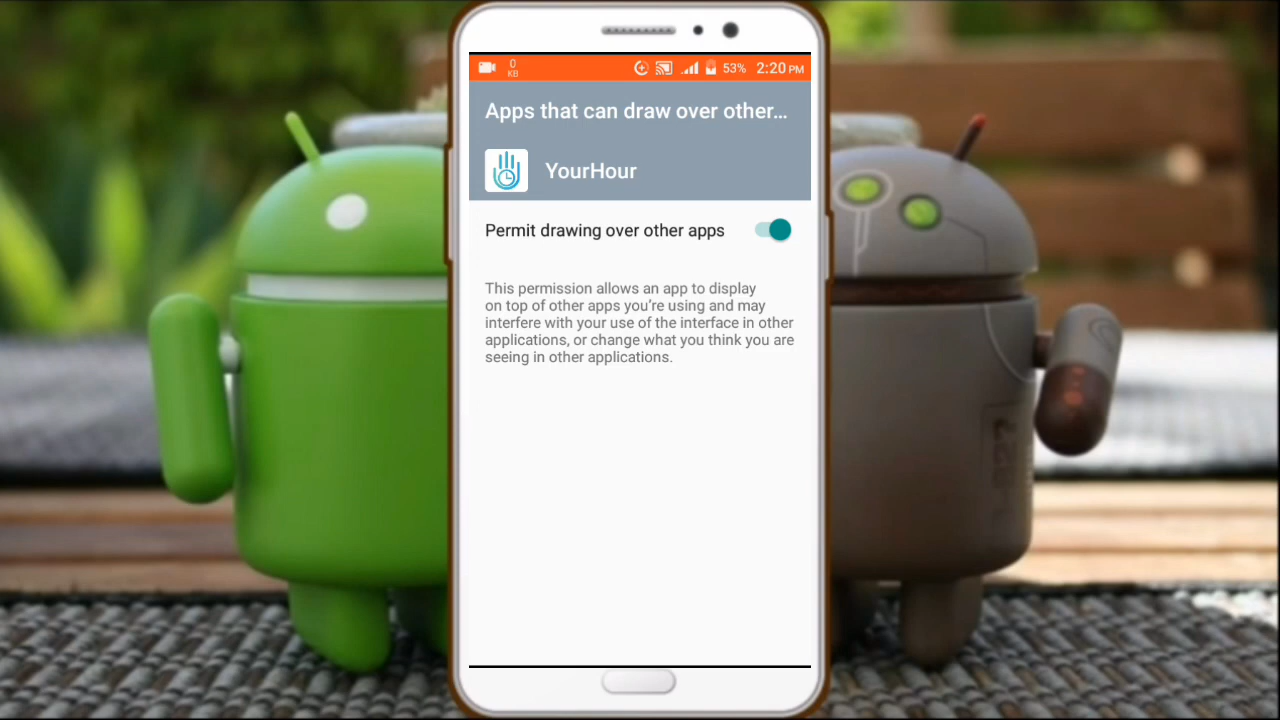 0
KB
53% 2:20 PM
Apps that can draw over other...
YourHour
Permit drawing over other apps
This permission allows an app to display
on top of other apps you're using and may
interfere with your use of the interface in other
applications, or change what you think you are
seeing in other applications.